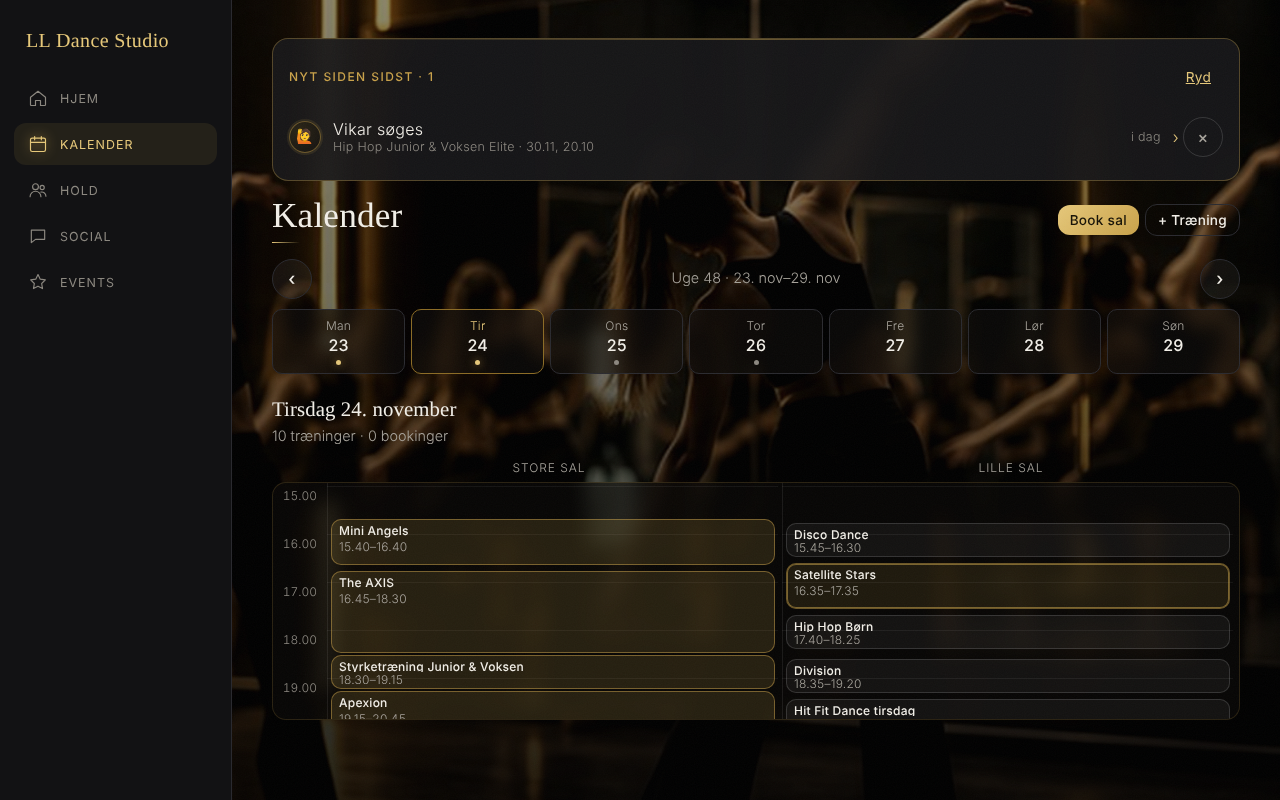 LL Dance Studio
HJEM
KALENDER
HOLD
SOCIAL
EVENTS
NYT SIDEN SIDST · 1
Ryd
Vikar søges
i dag
Hip Hop Junior & Voksen Elite · 30.11, 20.10
Kalender
Book sal
+ Træning
Uge 48 · 23. nov–29. nov
Man Tir Ons Tor Fre Lør Søn
23 24 25 26 27 28 29
Tirsdag 24. november
10 træninger · 0 bookinger
STORE SAL
LILLE SAL
15.00
16.00
17.00
18.00
19.00
Mini Angels
15.40–16.40
The AXIS
16.45–18.30
Styrketræning Junior & Voksen
18.30–19.15
Apexion
19.15–20.45
Disco Dance
15.45–16.30
Satellite Stars
16.35–17.35
Hip Hop Børn
17.40–18.25
Division
18.35–19.20
Hit Fit Dance tirsdag